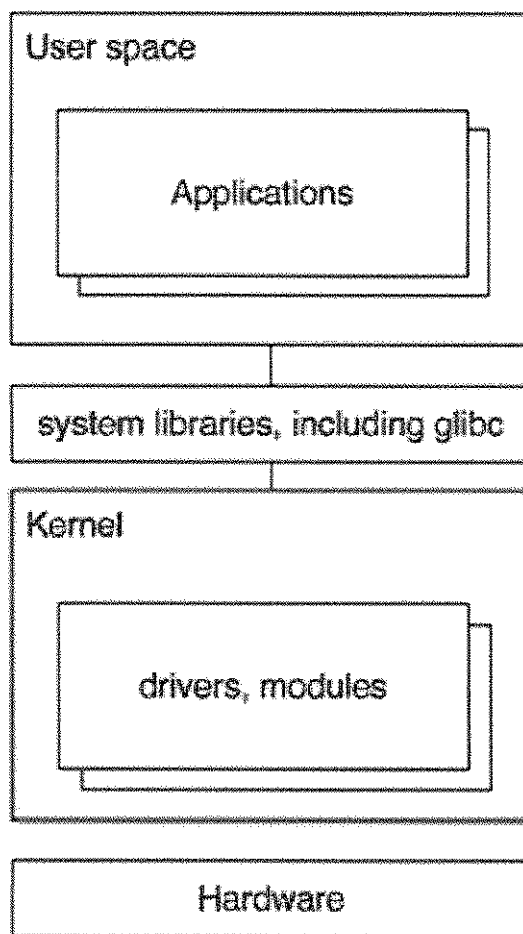 User space
Applications
system libraries, including glibc
Kernel
drivers, modules
Hardware